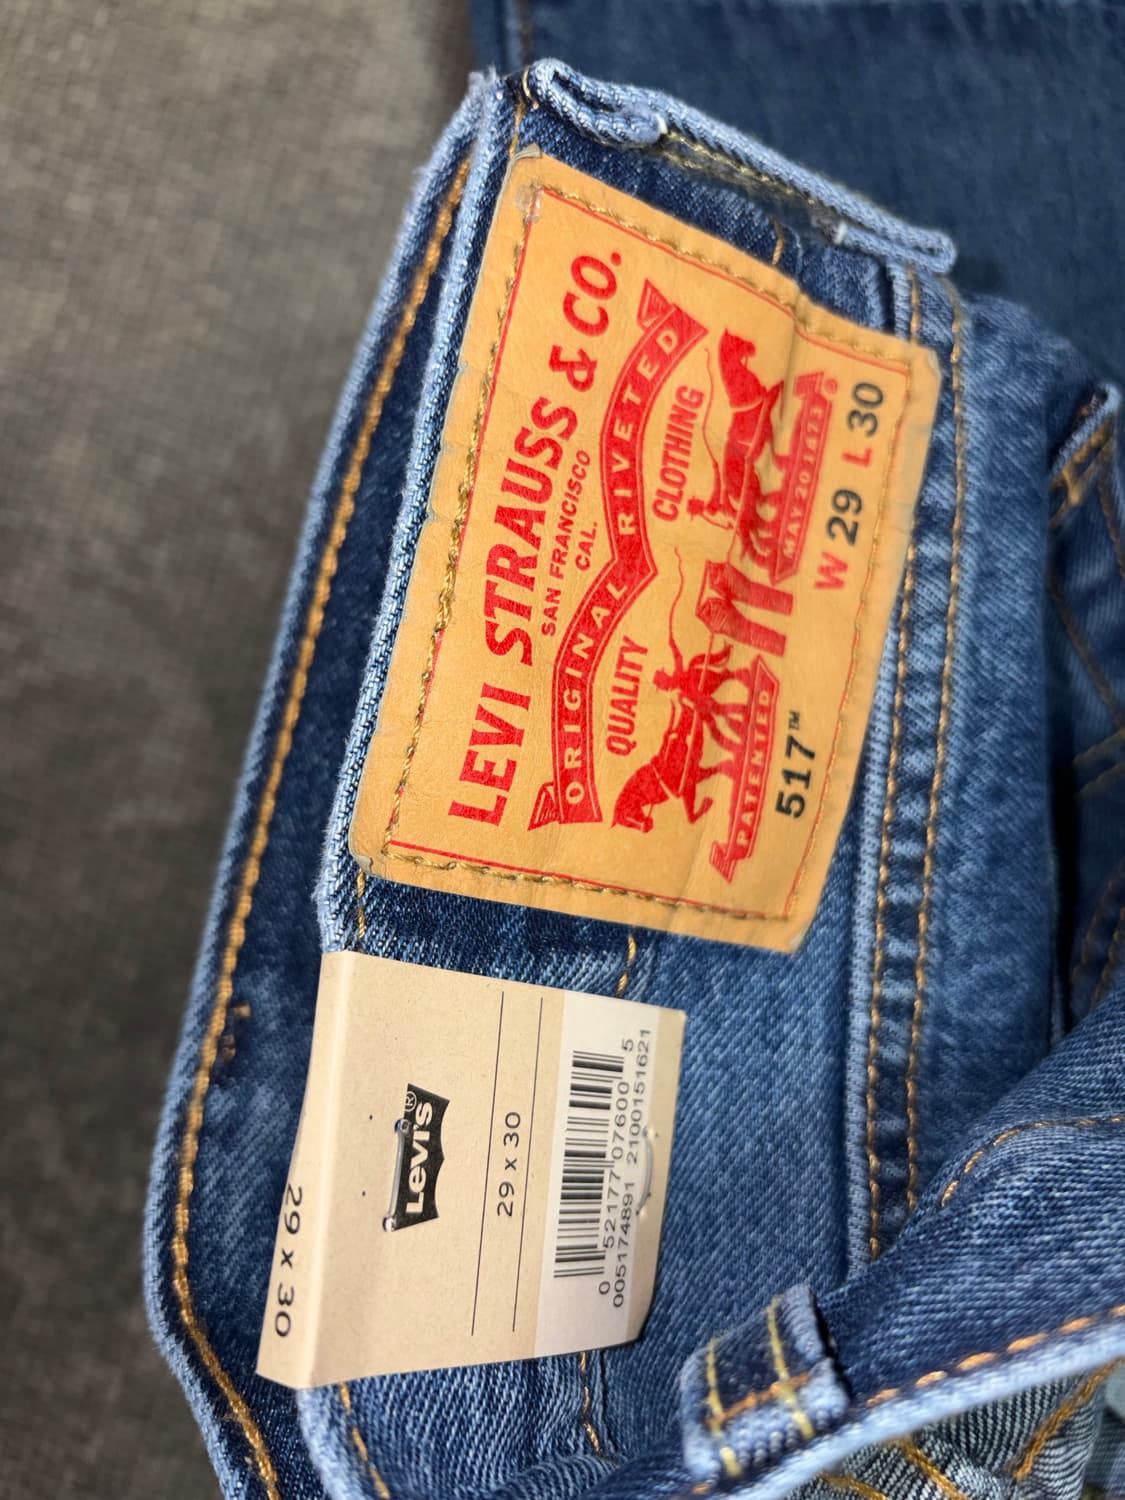 LEVI STRAUSS & CO.
SAN FRANCISCO
CAL.
ORIGINAL RIVETED
QUALITY CLOTHING
PATENTED MAY 20 1873 ®
517™ W 29 L 30
Levi's®
29 x 30
29 x 30
0 52177 07600 5
005174891 2100151621